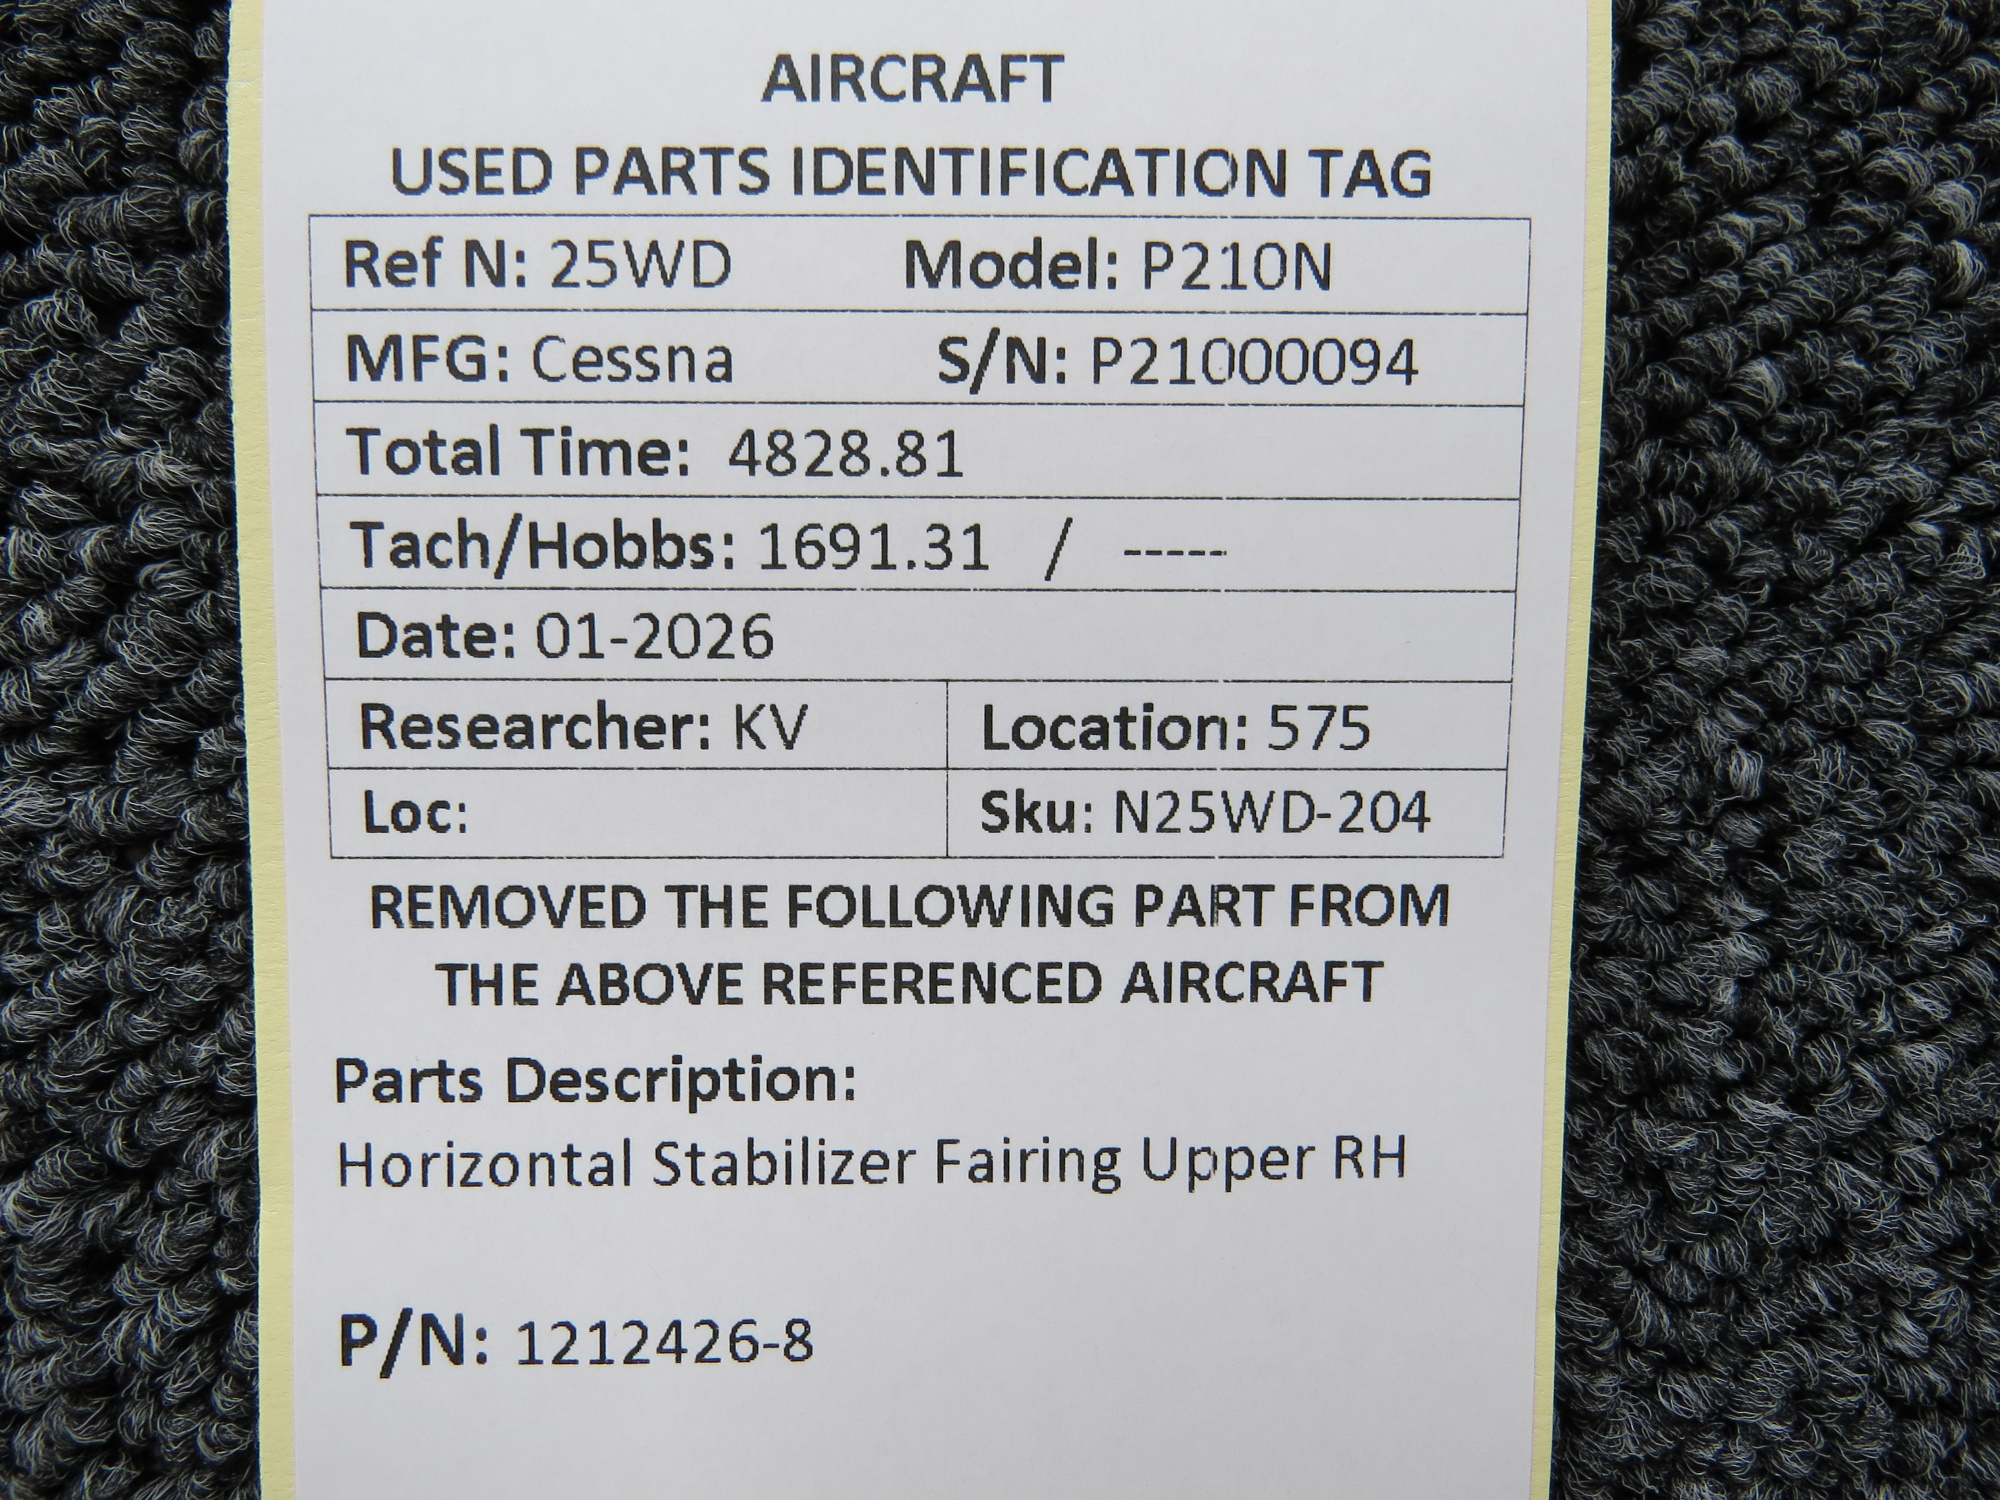 AIRCRAFT
USED PARTS IDENTIFICATION TAG
Ref N: 25WD Model: P210N
MFG: Cessna S/N: P21000094
Total Time: 4828.81
Tach/Hobbs: 1691.31 / -----
Date: 01-2026
Researcher: KV Location: 575
Loc: Sku: N25WD-204
REMOVED THE FOLLOWING PART FROM
THE ABOVE REFERENCED AIRCRAFT
Parts Description:
Horizontal Stabilizer Fairing Upper RH
P/N: 1212426-8